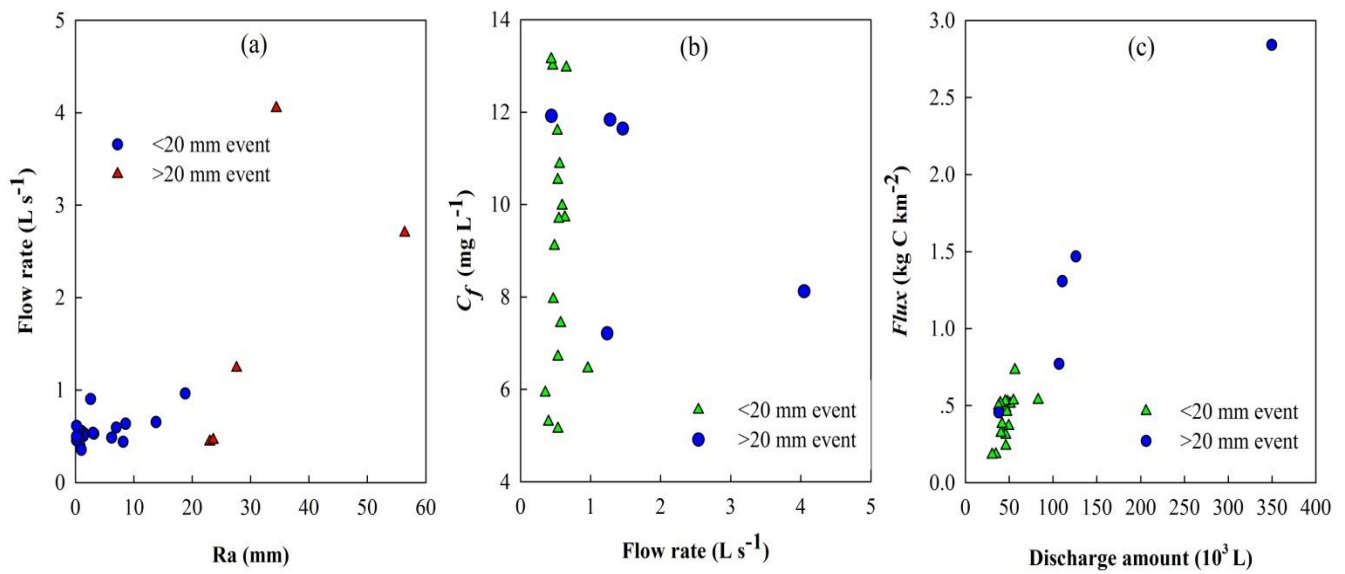 (a)
Flow rate (L s-1)
5
4
3
2
1
0
<20 mm event
>20 mm event
0 10 20 30 40 50 60
Ra (mm)
(b)
Cf (mg L-1)
14
12
10
8
6
4
<20 mm event
>20 mm event
0 1 2 3 4 5
Flow rate (L s-1)
(c)
Flux (kg C km-2)
3.0
2.5
2.0
1.5
1.0
.5
0.0
<20 mm event
>20 mm event
0 50 100 150 200 250 300 350 400
Discharge amount (103 L)